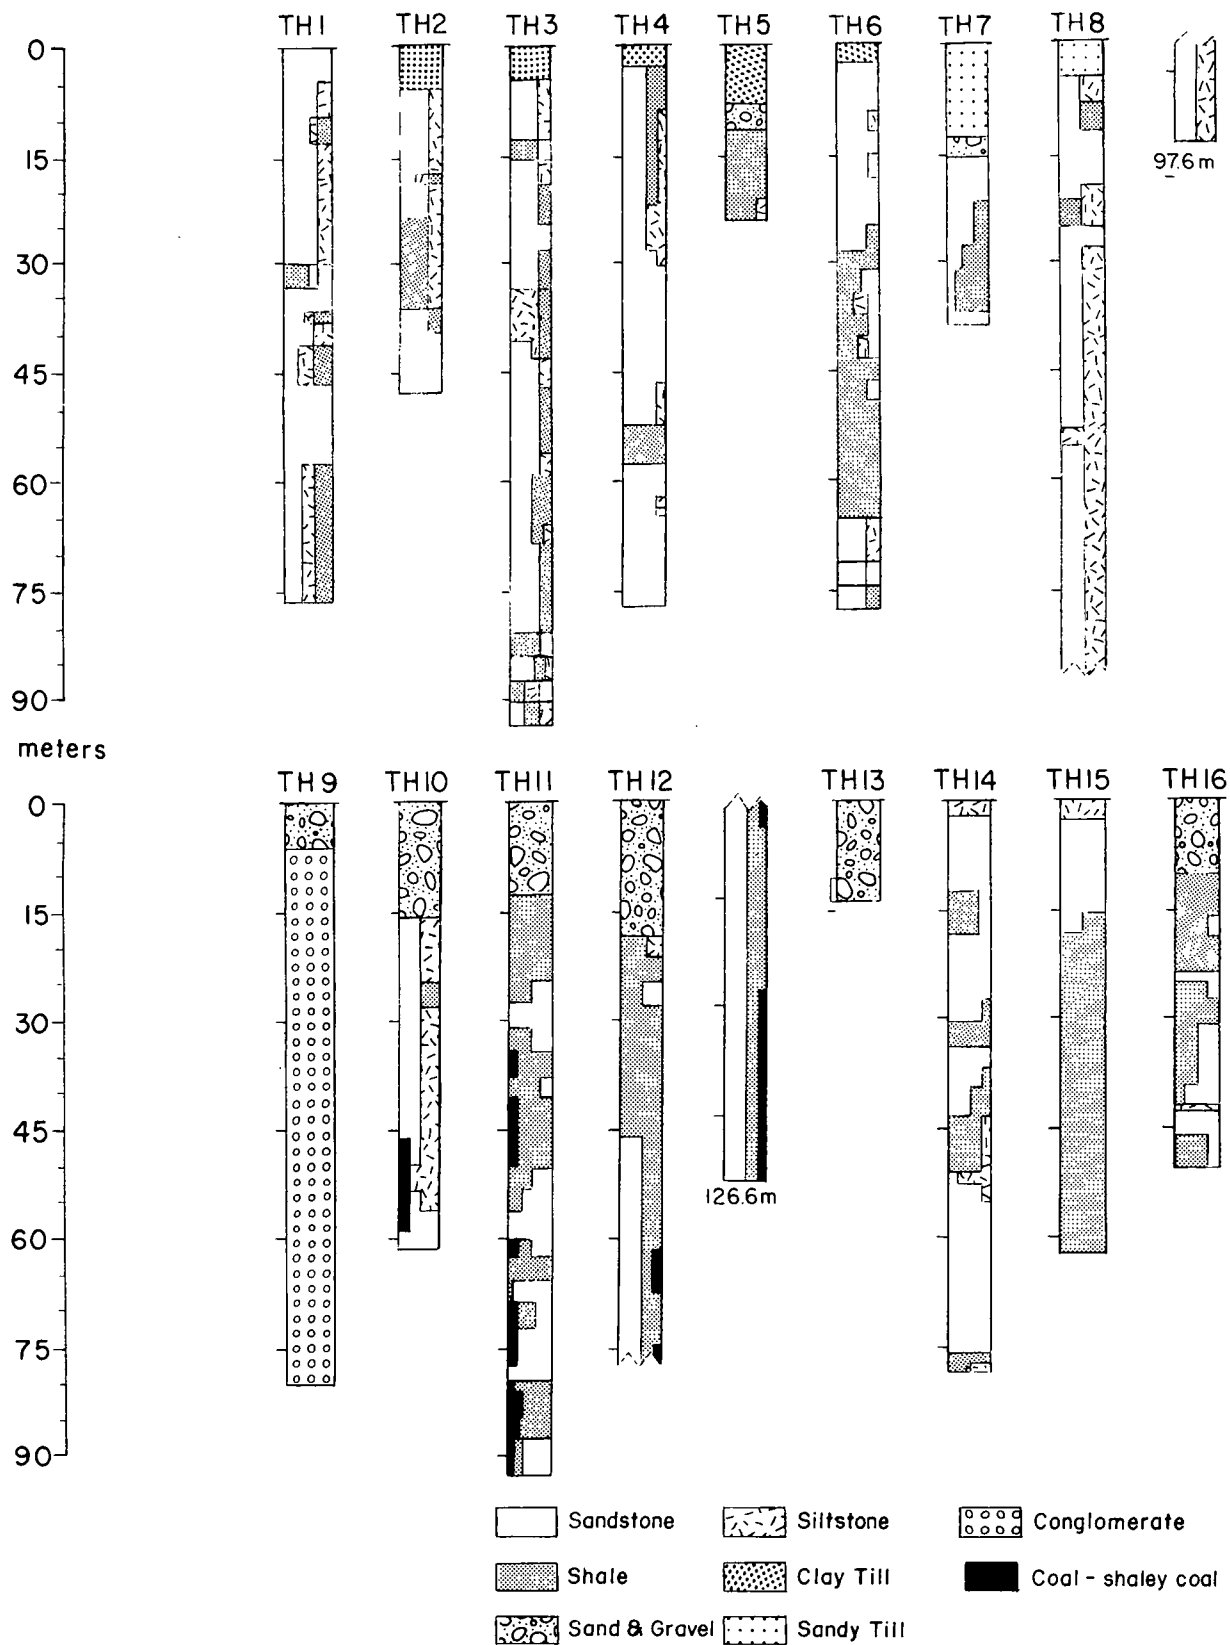 TH1 TH2 TH3 TH4 TH5 TH6 TH7 TH8
0
15
97.6 m
30
45
60
75
90
meters
TH9 TH10 TH11 TH12 TH13 TH14 TH15 TH16
0
15
30
45
126.6 m
60
75
90
Sandstone Siltstone Conglomerate
Shale Clay Till Coal - shaley coal
Sand & Gravel Sandy Till